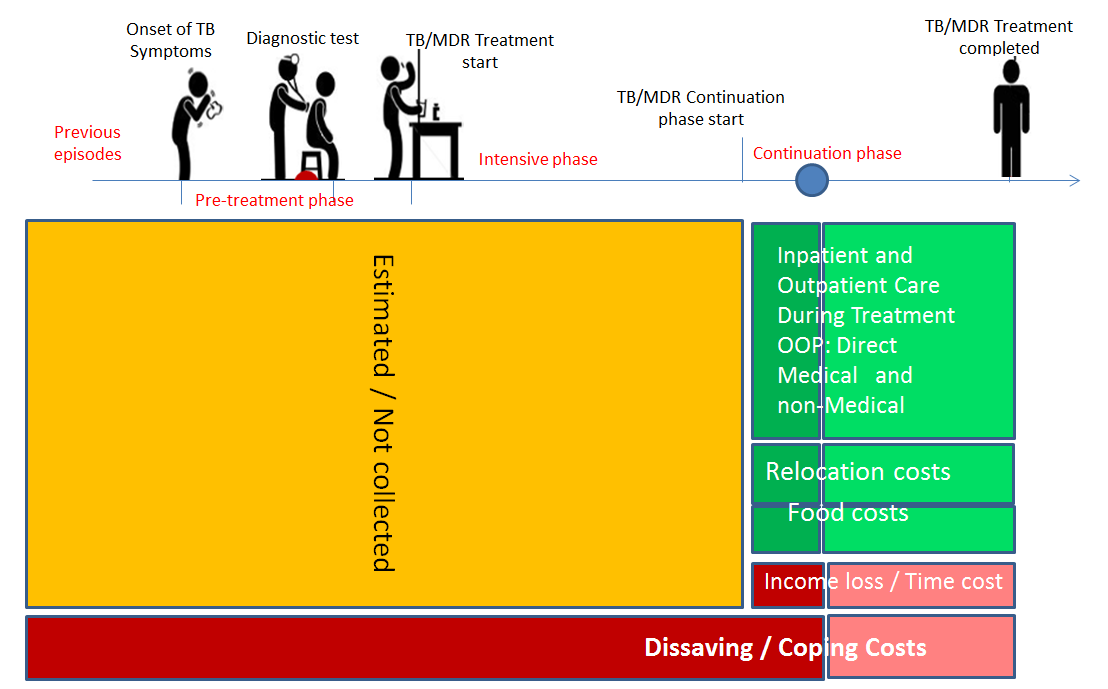 Onset of TB
Symptoms
Diagnostic test
TB/MDR Treatment
start
TB/MDR Continuation
phase start
TB/MDR Treatment
completed
Previous
episodes
Pre-treatment phase
Intensive phase
Continuation phase
Estimated / Not collected
Inpatient and
Outpatient Care
During Treatment
OOP: Direct
Medical and
non-Medical
Relocation costs
Food costs
Income loss / Time cost
Dissaving / Coping Costs